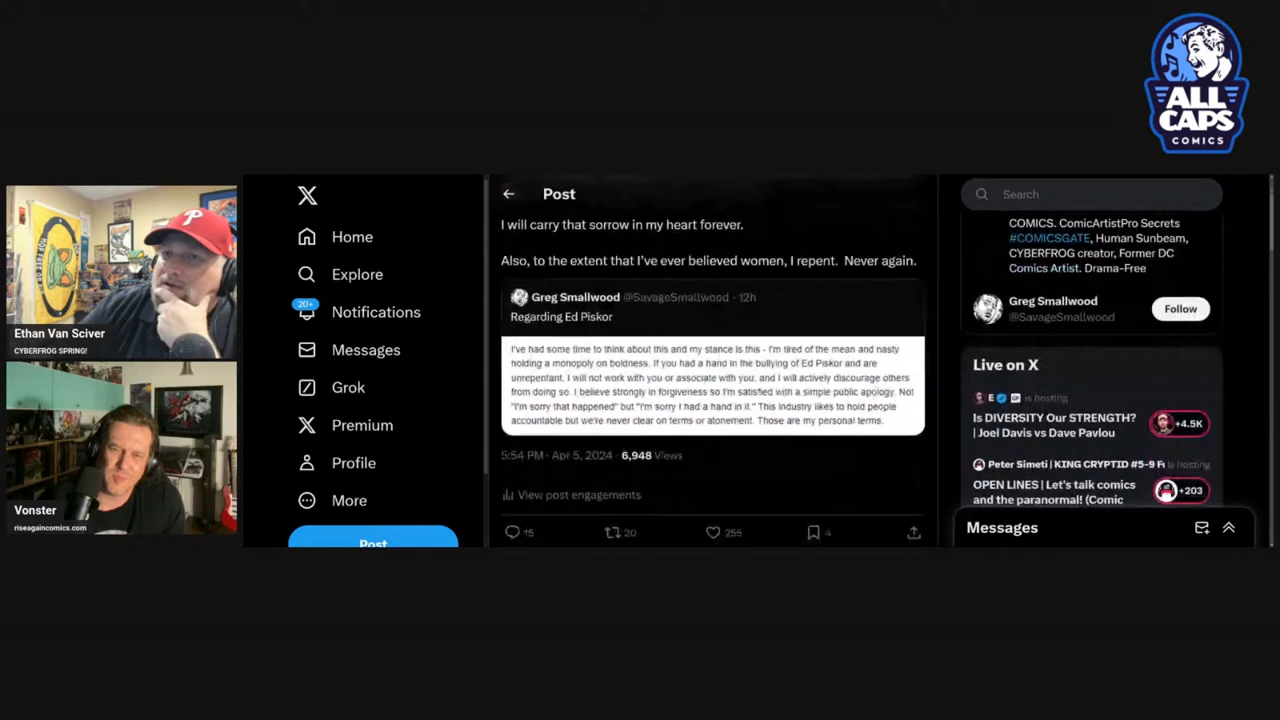 ALL
CAPS
COMICS
P
Ethan Van Sciver
CYBERFROG SPRING!
Vonster
riseagaincomics.com
Home
Explore
20+
Notifications
Messages
Grok
Premium
Profile
More
Post
Post
I will carry that sorrow in my heart forever.
Also, to the extent that I've ever believed women, I repent. Never again.
Greg Smallwood @SavageSmallwood · 12h
Regarding Ed Piskor
I've had some time to think about this and my stance is this - I'm tired of the mean and nasty
holding a monopoly on boldness. If you had a hand in the bullying of Ed Piskor and are
unrepentant, I will not work with you or associate with you, and I will actively discourage others
from doing so. I believe strongly in forgiveness so I'm satisfied with a simple public apology. Not
"I'm sorry that happened" but "I'm sorry I had a hand in it." This industry likes to hold people
accountable but we're never clear on terms or atonement. Those are my personal terms.
5:54 PM · Apr 5, 2024 · 6,948 Views
View post engagements
15
20
255
4
Search
COMICS. ComicArtistPro Secrets
#COMICSGATE, Human Sunbeam,
CYBERFROG creator, Former DC
Comics Artist. Drama-Free
Greg Smallwood
@SavageSmallwood
Follow
Live on X
E is hosting
Is DIVERSITY Our STRENGTH?
| Joel Davis vs Dave Pavlou
+4.5K
Peter Simeti | KING CRYPTID #5-9 is hosting
OPEN LINES | Let's talk comics
and the paranormal! (Comic
+203
Messages